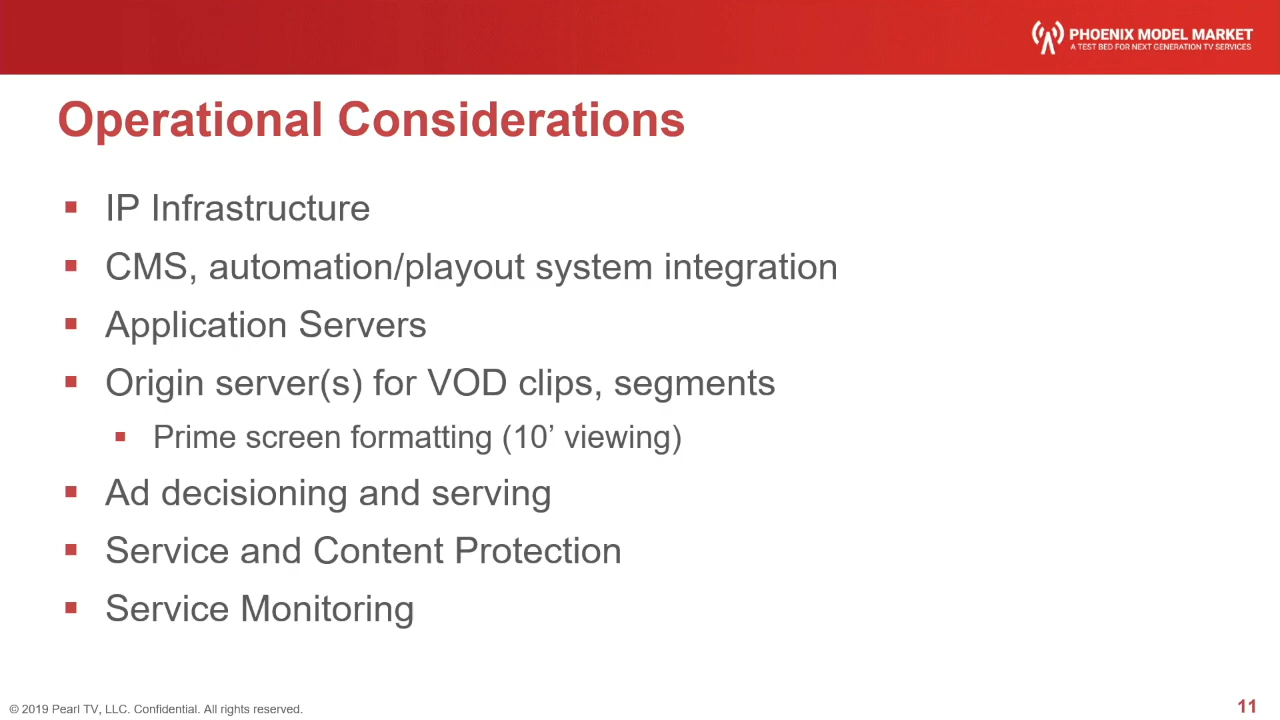 PHOENIX MODEL MARKET
A TEST BED FOR NEXT GENERATION TV SERVICES
Operational Considerations
IP Infrastructure
CMS, automation/playout system integration
Application Servers
Origin server(s) for VOD clips, segments
Prime screen formatting (10’ viewing)
Ad decisioning and serving
Service and Content Protection
Service Monitoring
© 2019 Pearl TV, LLC. Confidential. All rights reserved.
11